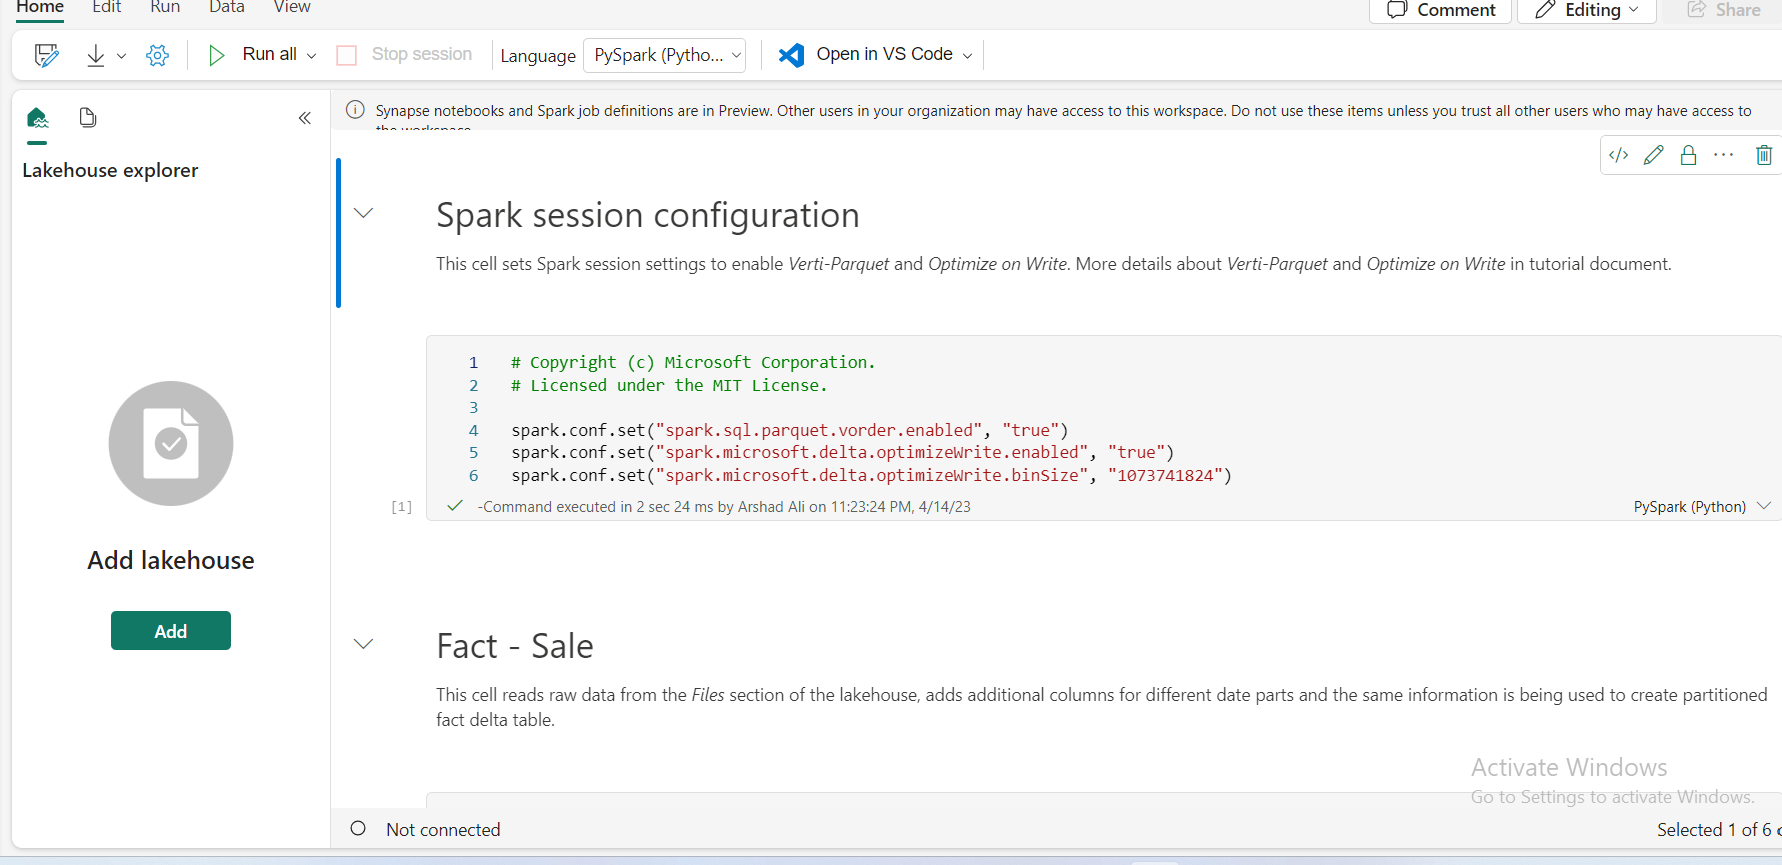 Home Edit Run Data View
Comment Editing Share
Run all Stop session Language PySpark (Pytho... Open in VS Code
Synapse notebooks and Spark job definitions are in Preview. Other users in your organization may have access to this workspace. Do not use these items unless you trust all other users who may have access to
the workspace
Lakehouse explorer
Add lakehouse
Add
Spark session configuration
This cell sets Spark session settings to enable Verti-Parquet and Optimize on Write. More details about Verti-Parquet and Optimize on Write in tutorial document.
1 # Copyright (c) Microsoft Corporation.
2 # Licensed under the MIT License.
3
4 spark.conf.set("spark.sql.parquet.vorder.enabled", "true")
5 spark.conf.set("spark.microsoft.delta.optimizeWrite.enabled", "true")
6 spark.conf.set("spark.microsoft.delta.optimizeWrite.binSize", "1073741824")
[1] -Command executed in 2 sec 24 ms by Arshad Ali on 11:23:24 PM, 4/14/23 PySpark (Python)
Fact - Sale
This cell reads raw data from the Files section of the lakehouse, adds additional columns for different date parts and the same information is being used to create partitioned
fact delta table.
Activate Windows
Go to Settings to activate Windows.
Not connected Selected 1 of 6